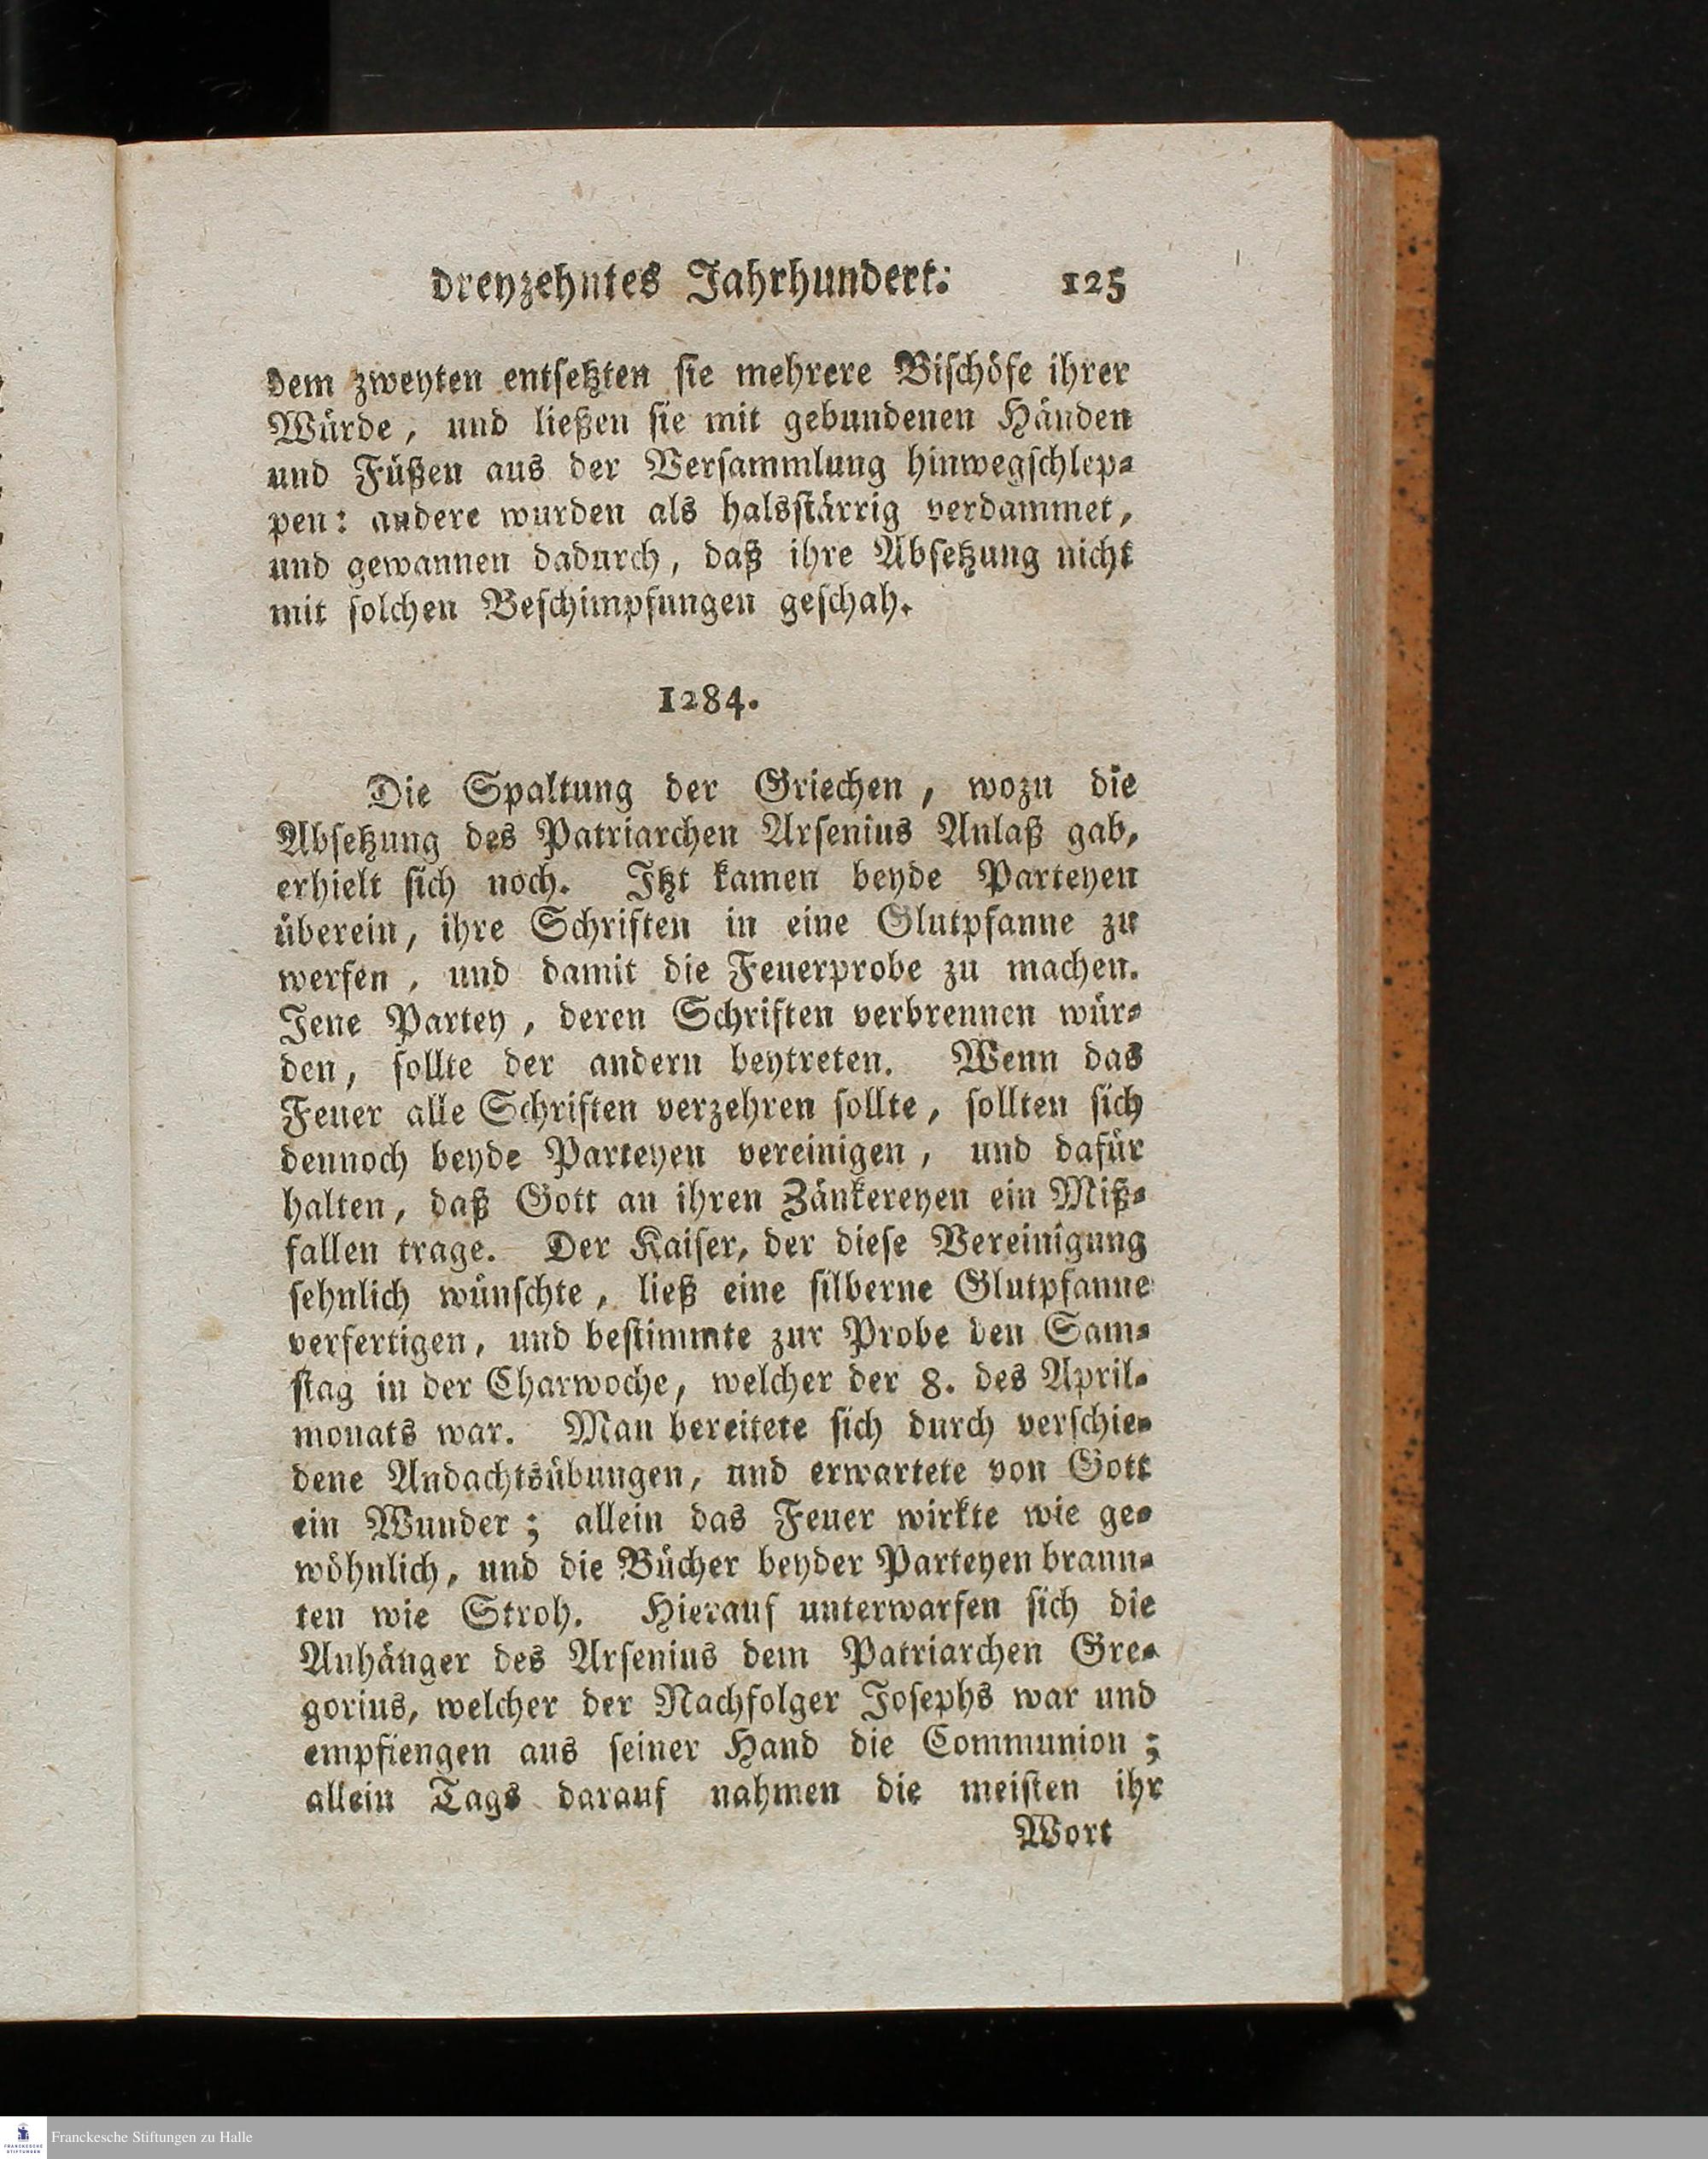 dreyzehntes Jahrhundert. 125
dem zweyten entsetzten sie mehrere Bischöfe ihrer
Würde, und ließen sie mit gebundenen Händen
und Füßen aus der Versammlung hinwegschlep-
pen: andere wurden als halsstärrig verdammet,
und gewannen dadurch, daß ihre Absetzung nicht
mit solchen Beschimpfungen geschah.
1284.
Die Spaltung der Griechen, wozu die
Absetzung des Patriarchen Arsenius Anlaß gab,
erhielt sich noch. Itzt kamen beyde Parteyen
überein, ihre Schriften in eine Glutpfanne zu
werfen, und damit die Feuerprobe zu machen.
Jene Partey, deren Schriften verbrennen wür-
den, sollte der andern beytreten. Wenn das
Feuer alle Schriften verzehren sollte, sollten sich
dennoch beyde Parteyen vereinigen, und dafür
halten, daß Gott an ihren Zänkereyen ein Miß-
fallen trage. Der Kaiser, der diese Vereinigung
sehnlich wünschte, ließ eine silberne Glutpfanne
verfertigen, und bestimmte zur Probe den Sam-
stag in der Charwoche, welcher der 8. des April-
monats war. Man bereitete sich durch verschie-
dene Andachtsübungen, und erwartete von Gott
ein Wunder; allein das Feuer wirkte wie ge-
wöhnlich, und die Bücher beyder Parteyen brann-
ten wie Stroh. Hierauf unterwarfen sich die
Anhänger des Arsenius dem Patriarchen Gre-
gorius, welcher der Nachfolger Josephs war und
empfiengen aus seiner Hand die Communion;
allein Tags darauf nahmen die meisten ihr
Wort
FRANCKESCHE
STIFTUNGEN
Franckesche Stiftungen zu Halle